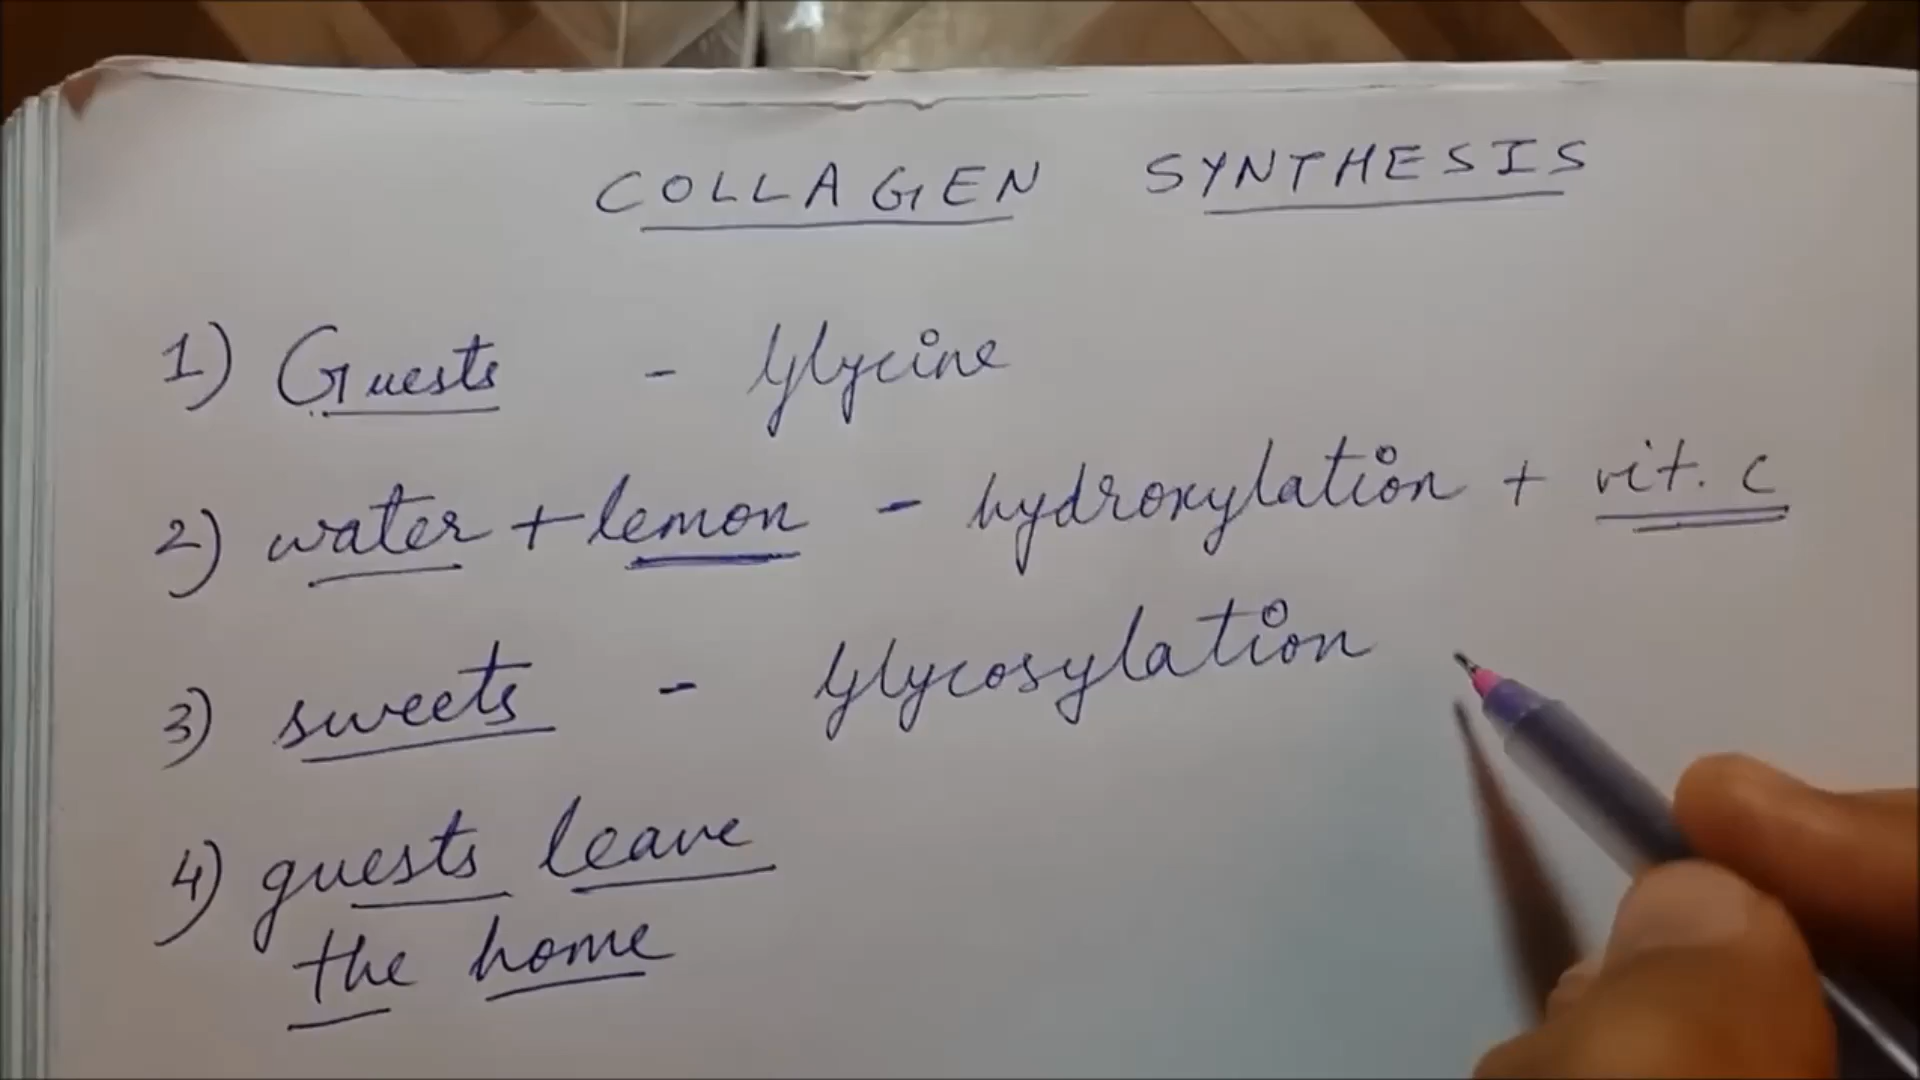 COLLAGEN SYNTHESIS
1) Guests - Glycine
2) water + lemon - hydroxylation + vit. c
3) sweets - Glycosylation
4) guests leave
the home